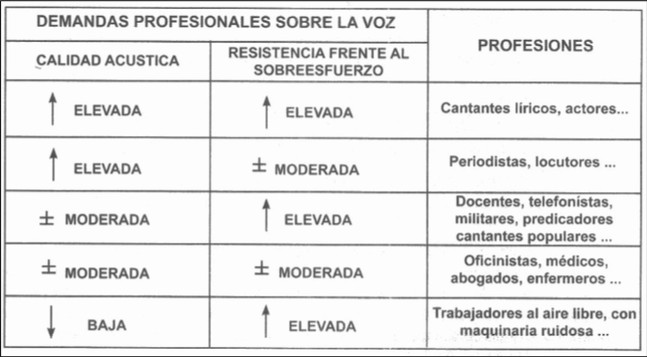 DEMANDAS PROFESIONALES SOBRE LA VOZ
PROFESIONES
CALIDAD ACUSTICA
RESISTENCIA FRENTE AL
SOBREESFUERZO
↑ ELEVADA
↑ ELEVADA
Cantantes líricos, actores...
↑ ELEVADA
± MODERADA
Periodistas, locutores ...
± MODERADA
↑ ELEVADA
Docentes, telefonistas,
militares, predicadores
cantantes populares ...
± MODERADA
± MODERADA
Oficinistas, médicos,
abogados, enfermeros ...
↓ BAJA
↑ ELEVADA
Trabajadores al aire libre, con
maquinaria ruidosa ...